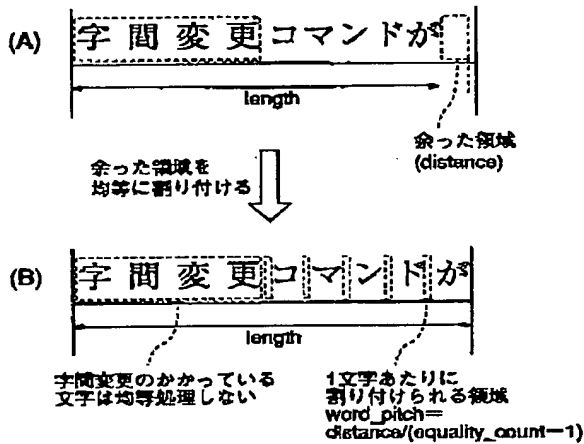 (A)
字間変更コマンドが
length
余った領域
(distance)
余った領域を
均等に割り付ける
(B)
字間変更コマンドが
length
字間変更のかかっている
文字は均等処理しない
1文字あたりに
割り付けられる領域
word_pitch=
distance/(equality_count−1)